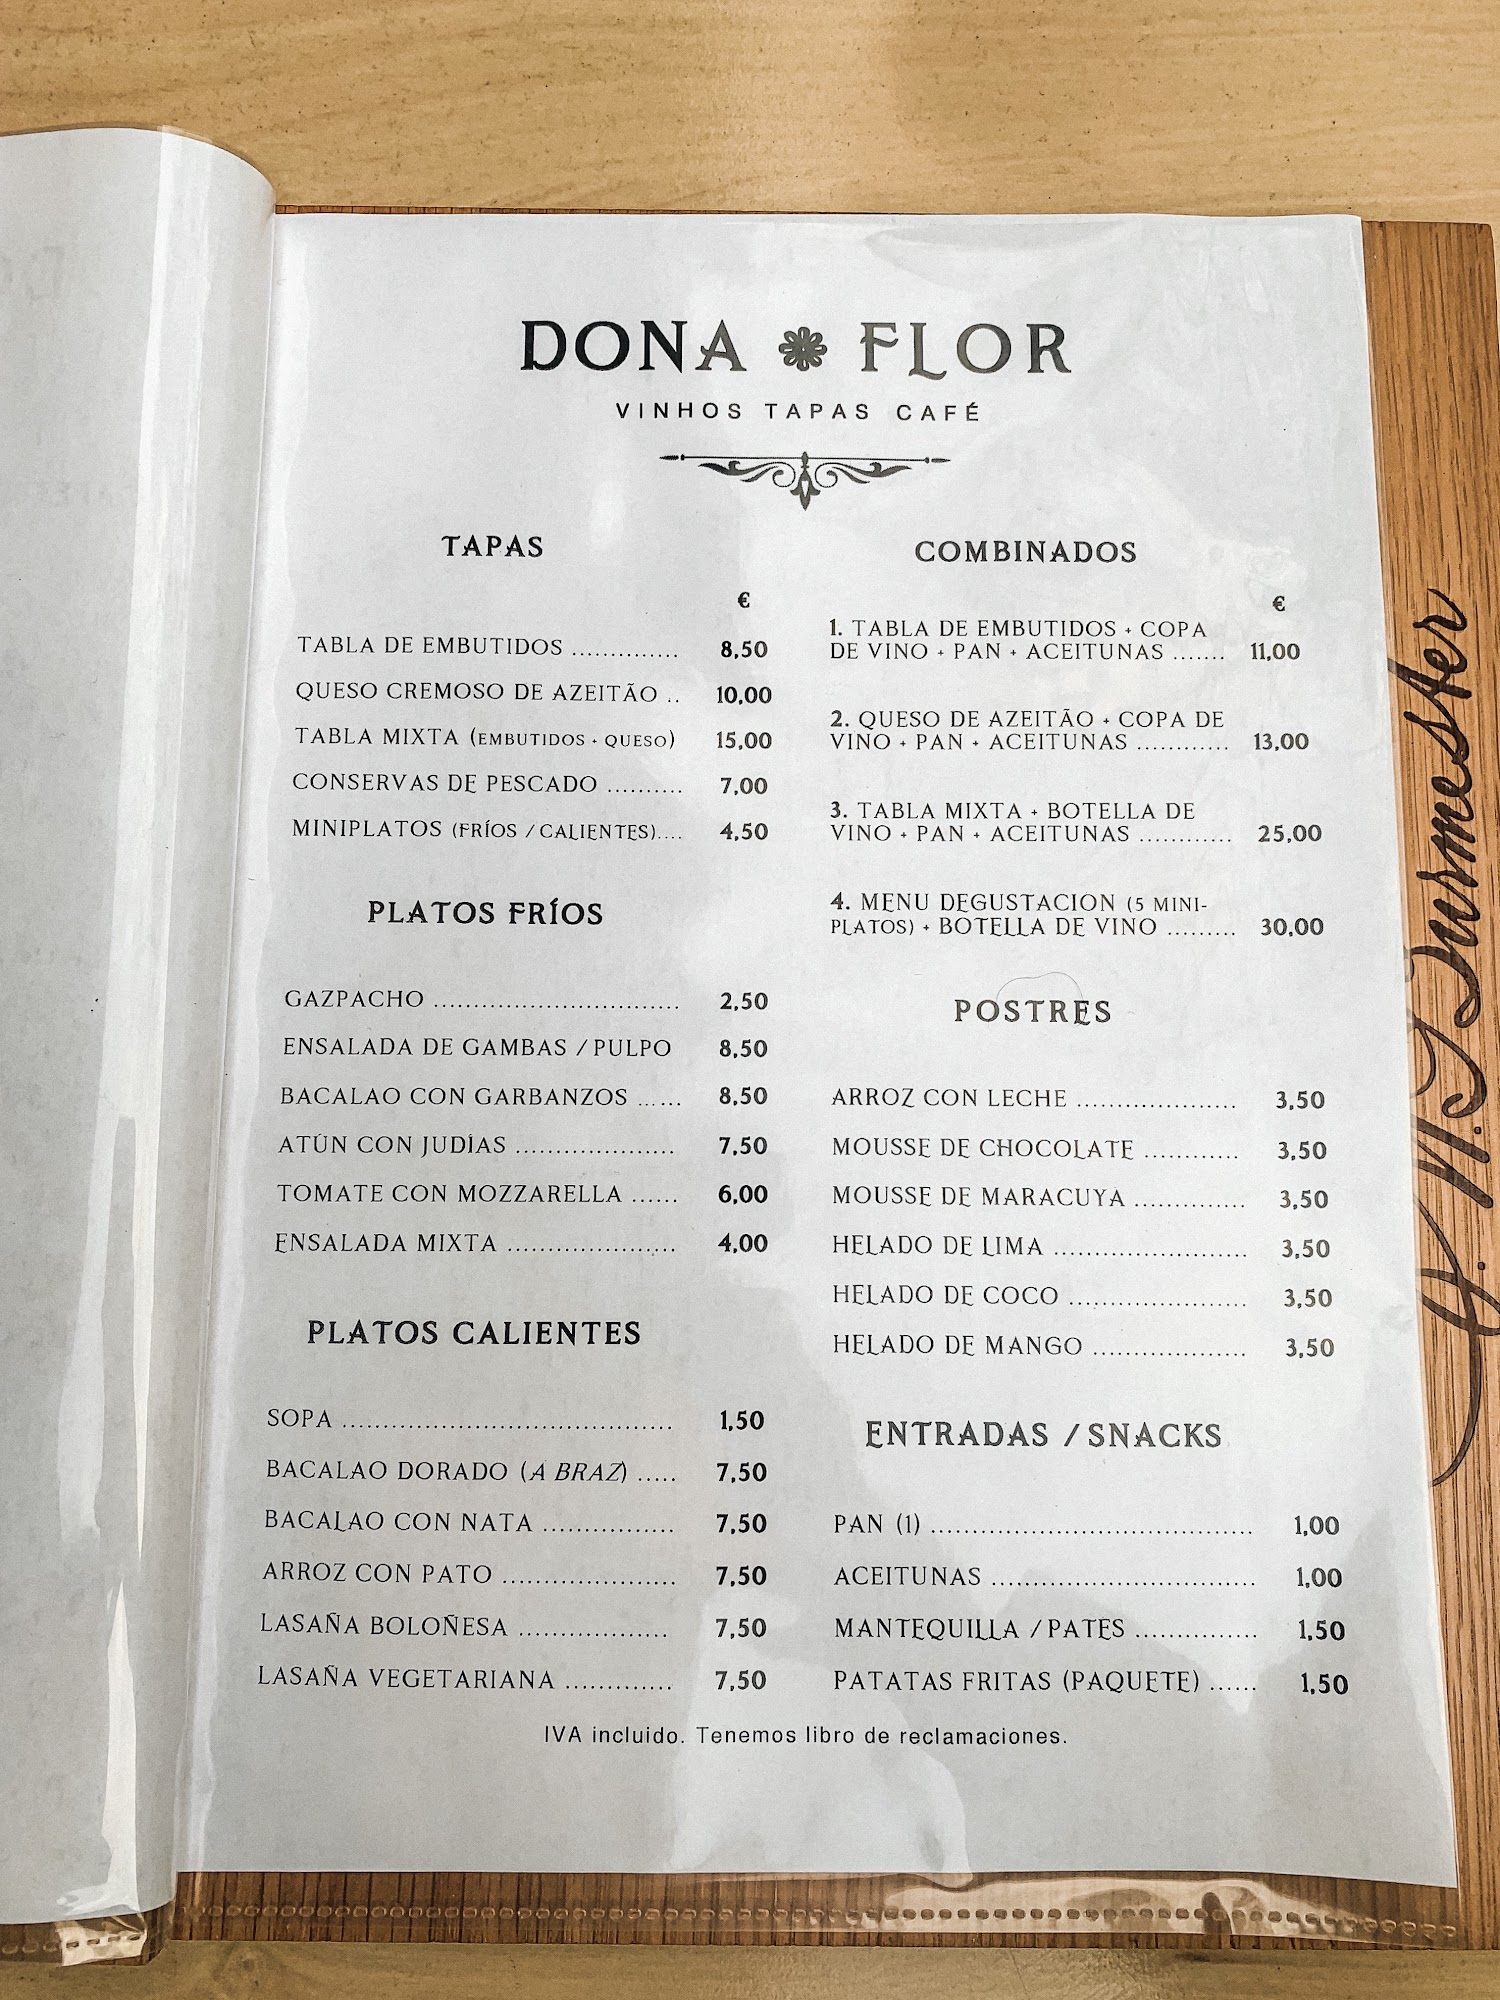 DONA FLOR
VINHOS TAPAS CAFÉ
TAPAS
€
TABLA DE EMBUTIDOS .............. 8,50
QUESO CREMOSO DE AZEITÃO .. 10,00
TABLA MIXTA (EMBUTIDOS + QUESO) 15,00
CONSERVAS DE PESCADO .......... 7,00
MINIPLATOS (FRÍOS / CALIENTES).... 4,50
PLATOS FRÍOS
GAZPACHO ............................... 2,50
ENSALADA DE GAMBAS / PULPO 8,50
BACALAO CON GARBANZOS ...... 8,50
ATÚN CON JUDÍAS .................... 7,50
TOMATE CON MOZZARELLA ...... 6,00
ENSALADA MIXTA ..................... 4,00
PLATOS CALIENTES
SOPA ........................................ 1,50
BACALAO DORADO (A BRAZ) ..... 7,50
BACALAO CON NATA ................ 7,50
ARROZ CON PATO ..................... 7,50
LASAÑA BOLOÑESA .................. 7,50
LASAÑA VEGETARIANA ............. 7,50
COMBINADOS
€
1. TABLA DE EMBUTIDOS + COPA
DE VINO + PAN + ACEITUNAS ....... 11,00
2. QUESO DE AZEITÃO + COPA DE
VINO + PAN + ACEITUNAS ............ 13,00
3. TABLA MIXTA + BOTELLA DE
VINO + PAN + ACEITUNAS ............ 25,00
4. MENU DEGUSTACION (5 MINI-
PLATOS) + BOTELLA DE VINO ......... 30,00
POSTRES
ARROZ CON LECHE .................... 3,50
MOUSSE DE CHOCOLATE ............ 3,50
MOUSSE DE MARACUYA .............. 3,50
HELADO DE LIMA ........................ 3,50
HELADO DE COCO ...................... 3,50
HELADO DE MANGO ................... 3,50
ENTRADAS / SNACKS
PAN (1) ........................................ 1,00
ACEITUNAS ................................. 1,00
MANTEQUILLA / PATES ............... 1,50
PATATAS FRITAS (PAQUETE) ...... 1,50
IVA incluido. Tenemos libro de reclamaciones.
Burmester